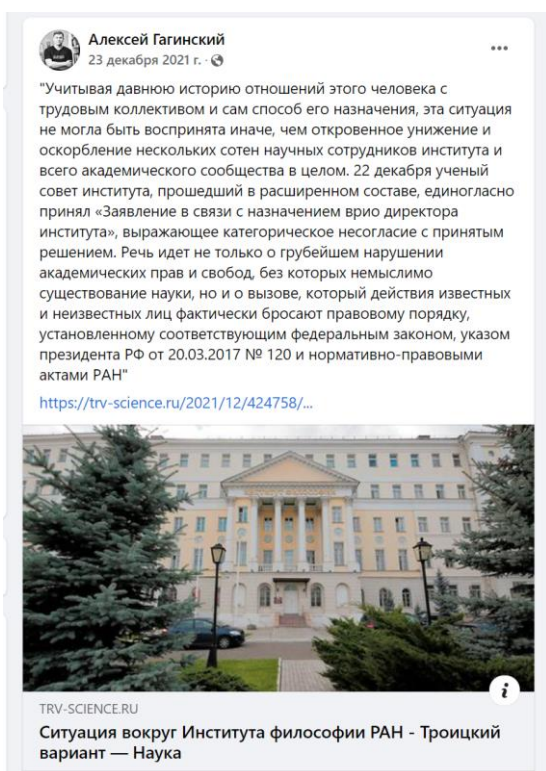 Алексей Гагинский
23 декабря 2021 г.
"Учитывая давнюю историю отношений этого человека с
трудовым коллективом и сам способ его назначения, эта ситуация
не могла быть воспринята иначе, чем откровенное унижение и
оскорбление нескольких сотен научных сотрудников института и
всего академического сообщества в целом. 22 декабря ученый
совет института, прошедший в расширенном составе, единогласно
принял «Заявление в связи с назначением врио директора
института», выражающее категорическое несогласие с принятым
решением. Речь идет не только о грубейшем нарушении
академических прав и свобод, без которых немыслимо
существование науки, но и о вызове, который действия известных
и неизвестных лиц фактически бросают правовому порядку,
установленному соответствующим федеральным законом, указом
президента РФ от 20.03.2017 № 120 и нормативно-правовыми
актами РАН"
https://trv-science.ru/2021/12/424758/...
TRV-SCIENCE.RU
Ситуация вокруг Института философии РАН - Троицкий
вариант — Наука